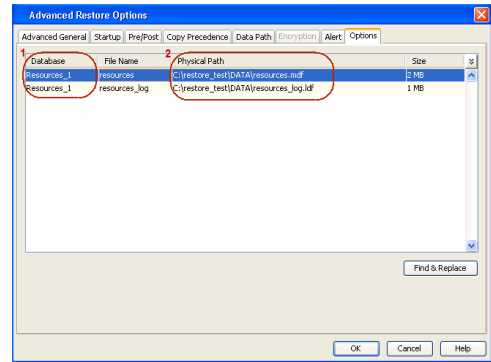 Advanced Restore Options
Advanced General Startup Pre/Post Copy Precedence Data Path Encryption Alert Options
1 2
Database File Name Physical Path Size
Resources_1 resources C:\restore_test\DATA\resources.mdf 2 MB
Resources_1 resources_log C:\restore_test\DATA\resources_log.ldf 1 MB
Find & Replace
OK Cancel Help